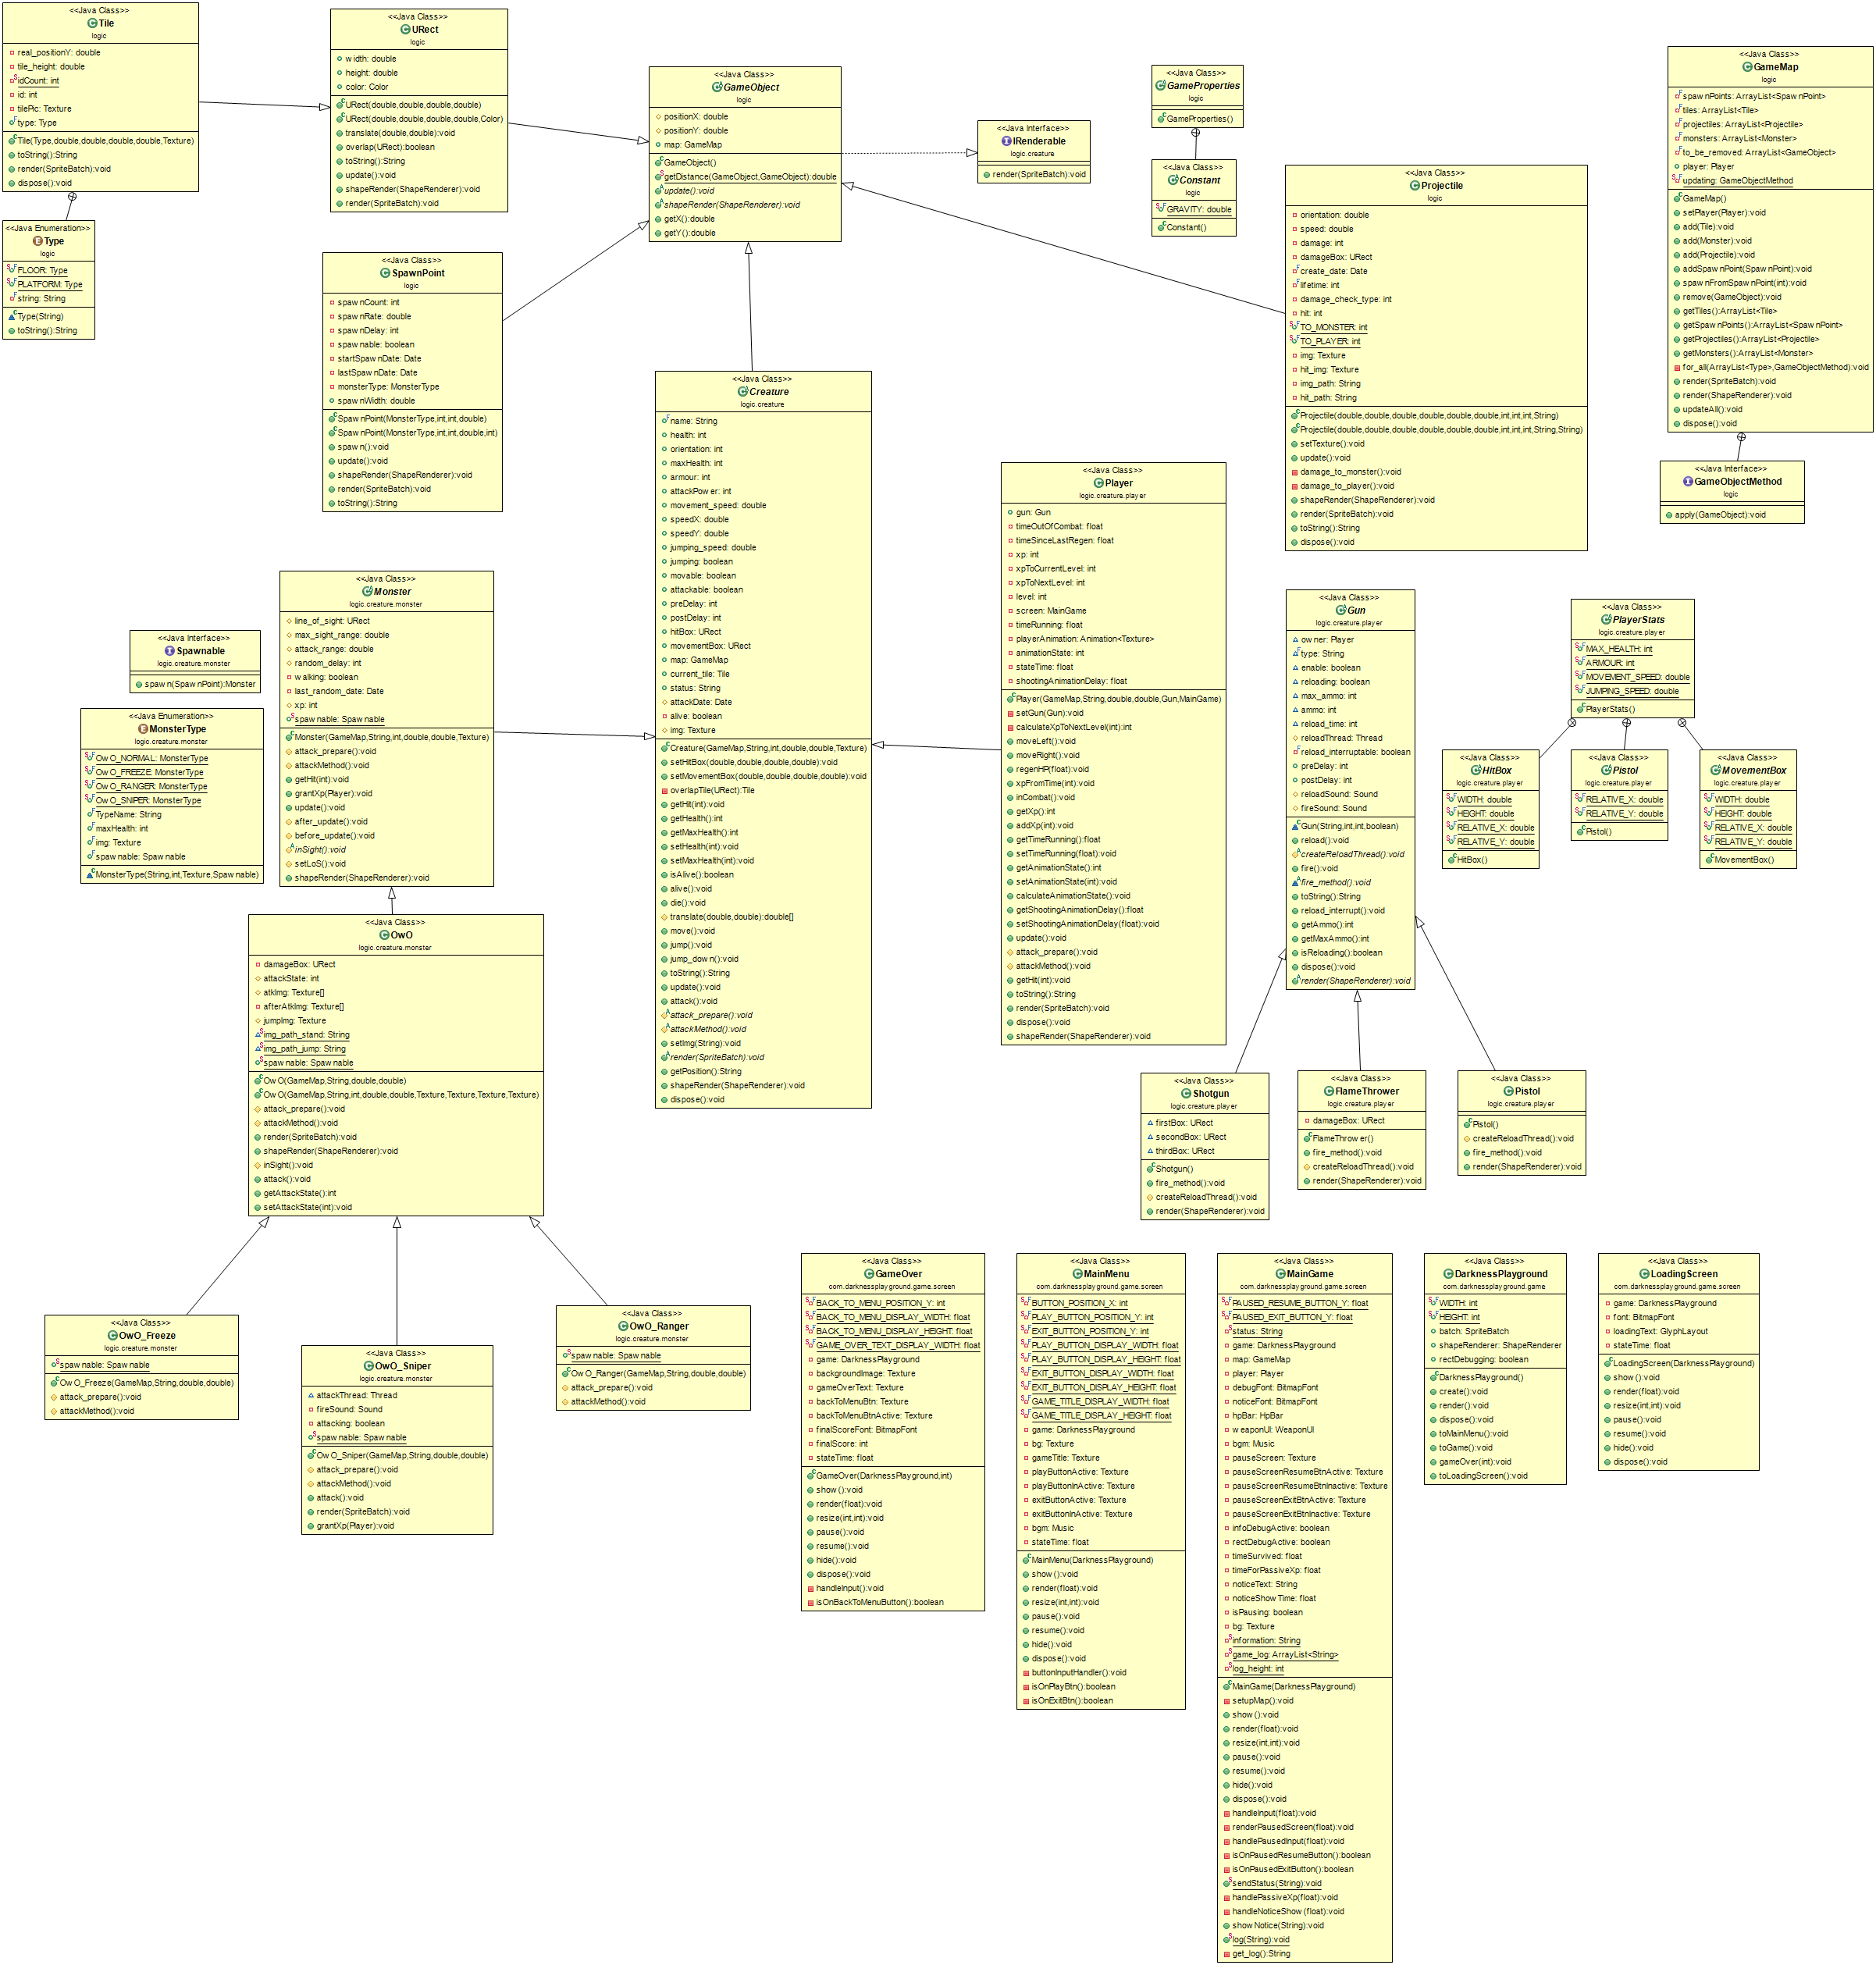 <<Java Class>>
Tile
logic
real_positionY: double
tile_height: double
idCount: int
id: int
tilePic: Texture
type: Type
Tile(Type,double,double,double,double,Texture)
toString():String
render(SpriteBatch):void
dispose():void
<<Java Enumeration>>
Type
logic
FLOOR: Type
PLATFORM: Type
string: String
Type(String)
toString():String
<<Java Class>>
URect
logic
width: double
height: double
color: Color
URect(double,double,double,double)
URect(double,double,double,double,Color)
translate(double,double):void
overlap(URect):boolean
toString():String
update():void
shapeRender(ShapeRenderer):void
render(SpriteBatch):void
<<Java Class>>
SpawnPoint
logic
spawnCount: int
spawnRate: double
spawnDelay: int
spawnable: boolean
startSpawnDate: Date
lastSpawnDate: Date
monsterType: MonsterType
spawnWidth: double
SpawnPoint(MonsterType,int,int,double)
SpawnPoint(MonsterType,int,int,double,int)
spawn():void
update():void
shapeRender(ShapeRenderer):void
render(SpriteBatch):void
toString():String
<<Java Class>>
GameObject
logic
positionX: double
positionY: double
map: GameMap
GameObject()
getDistance(GameObject,GameObject):double
update():void
shapeRender(ShapeRenderer):void
getX():double
getY():double
<<Java Interface>>
IRenderable
logic.creature
render(SpriteBatch):void
<<Java Class>>
GameProperties
logic
GameProperties()
<<Java Class>>
Constant
logic
GRAVITY: double
Constant()
<<Java Class>>
Projectile
logic
orientation: double
speed: double
damage: int
damageBox: URect
create_date: Date
lifetime: int
damage_check_type: int
hit: int
TO_MONSTER: int
TO_PLAYER: int
img: Texture
hit_img: Texture
img_path: String
hit_path: String
Projectile(double,double,double,double,double,double,int,int,int,String)
Projectile(double,double,double,double,double,double,int,int,int,String,String)
setTexture():void
update():void
damage_to_monster():void
damage_to_player():void
shapeRender(ShapeRenderer):void
render(SpriteBatch):void
toString():String
dispose():void
<<Java Class>>
GameMap
logic
spawnPoints: ArrayList<SpawnPoint>
tiles: ArrayList<Tile>
projectiles: ArrayList<Projectile>
monsters: ArrayList<Monster>
to_be_removed: ArrayList<GameObject>
player: Player
updating: GameObjectMethod
GameMap()
setPlayer(Player):void
add(Tile):void
add(Monster):void
add(Projectile):void
addSpawnPoint(SpawnPoint):void
spawnFromSpawnPoint(int):void
remove(GameObject):void
getTiles():ArrayList<Tile>
getSpawnPoints():ArrayList<SpawnPoint>
getProjectiles():ArrayList<Projectile>
getMonsters():ArrayList<Monster>
for_all(ArrayList<Type>,GameObjectMethod):void
render(SpriteBatch):void
render(ShapeRenderer):void
updateAll():void
dispose():void
<<Java Interface>>
GameObjectMethod
logic
apply(GameObject):void
<<Java Class>>
Creature
logic.creature
name: String
health: int
orientation: int
maxHealth: int
armour: int
attackPower: int
movement_speed: double
speedX: double
speedY: double
jumping_speed: double
jumping: boolean
movable: boolean
attackable: boolean
preDelay: int
postDelay: int
hitBox: URect
movementBox: URect
map: GameMap
current_tile: Tile
status: String
attackDate: Date
alive: boolean
img: Texture
Creature(GameMap,String,int,double,double,Texture)
setHitBox(double,double,double,double):void
setMovementBox(double,double,double,double):void
overlapTile(URect):Tile
getHit(int):void
getHealth():int
getMaxHealth():int
setHealth(int):void
setMaxHealth(int):void
isAlive():boolean
alive():void
die():void
translate(double,double):double[]
move():void
jump():void
jump_down():void
toString():String
update():void
attack():void
attack_prepare():void
attackMethod():void
setImg(String):void
render(SpriteBatch):void
getPosition():String
shapeRender(ShapeRenderer):void
dispose():void
<<Java Class>>
Player
logic.creature.player
gun: Gun
timeOutOfCombat: float
timeSinceLastRegen: float
xp: int
xpToCurrentLevel: int
xpToNextLevel: int
level: int
screen: MainGame
timeRunning: float
playerAnimation: Animation<Texture>
animationState: int
stateTime: float
shootingAnimationDelay: float
Player(GameMap,String,double,double,Gun,MainGame)
setGun(Gun):void
calculateXpToNextLevel(int):int
moveLeft():void
moveRight():void
regenHP(float):void
xpFromTime(int):void
inCombat():void
getXp():int
addXp(int):void
getTimeRunning():float
setTimeRunning(float):void
getAnimationState():int
setAnimationState(int):void
calculateAnimationState():void
getShootingAnimationDelay():float
setShootingAnimationDelay(float):void
update():void
attack_prepare():void
attackMethod():void
getHit(int):void
toString():String
render(SpriteBatch):void
dispose():void
shapeRender(ShapeRenderer):void
<<Java Class>>
Monster
logic.creature.monster
line_of_sight: URect
max_sight_range: double
attack_range: double
random_delay: int
walking: boolean
last_random_date: Date
xp: int
spawnable: Spawnable
Monster(GameMap,String,int,double,double,Texture)
attack_prepare():void
attackMethod():void
getHit(int):void
grantXp(Player):void
update():void
after_update():void
before_update():void
inSight():void
setLoS():void
shapeRender(ShapeRenderer):void
<<Java Interface>>
Spawnable
logic.creature.monster
spawn(SpawnPoint):Monster
<<Java Enumeration>>
MonsterType
logic.creature.monster
OwO_NORMAL: MonsterType
OwO_FREEZE: MonsterType
OwO_RANGER: MonsterType
OwO_SNIPER: MonsterType
TypeName: String
maxHealth: int
img: Texture
spawnable: Spawnable
MonsterType(String,int,Texture,Spawnable)
<<Java Class>>
Gun
logic.creature.player
owner: Player
type: String
enable: boolean
reloading: boolean
max_ammo: int
ammo: int
reload_time: int
reloadThread: Thread
reload_interruptable: boolean
preDelay: int
postDelay: int
reloadSound: Sound
fireSound: Sound
Gun(String,int,int,boolean)
reload():void
createReloadThread():void
fire():void
fire_method():void
toString():String
reload_interrupt():void
getAmmo():int
getMaxAmmo():int
isReloading():boolean
dispose():void
render(ShapeRenderer):void
<<Java Class>>
PlayerStats
logic.creature.player
MAX_HEALTH: int
ARMOUR: int
MOVEMENT_SPEED: double
JUMPING_SPEED: double
PlayerStats()
<<Java Class>>
HitBox
logic.creature.player
WIDTH: double
HEIGHT: double
RELATIVE_X: double
RELATIVE_Y: double
HitBox()
<<Java Class>>
Pistol
logic.creature.player
RELATIVE_X: double
RELATIVE_Y: double
Pistol()
<<Java Class>>
MovementBox
logic.creature.player
WIDTH: double
HEIGHT: double
RELATIVE_X: double
RELATIVE_Y: double
MovementBox()
<<Java Class>>
OwO
logic.creature.monster
damageBox: URect
attackState: int
atkImg: Texture[]
afterAtkImg: Texture[]
jumpImg: Texture
img_path_stand: String
img_path_jump: String
spawnable: Spawnable
OwO(GameMap,String,double,double)
OwO(GameMap,String,int,double,double,Texture,Texture,Texture,Texture)
attack_prepare():void
attackMethod():void
render(SpriteBatch):void
shapeRender(ShapeRenderer):void
inSight():void
attack():void
getAttackState():int
setAttackState(int):void
<<Java Class>>
Shotgun
logic.creature.player
firstBox: URect
secondBox: URect
thirdBox: URect
Shotgun()
fire_method():void
createReloadThread():void
render(ShapeRenderer):void
<<Java Class>>
FlameThrower
logic.creature.player
damageBox: URect
FlameThrower()
fire_method():void
createReloadThread():void
render(ShapeRenderer):void
<<Java Class>>
Pistol
logic.creature.player
Pistol()
createReloadThread():void
fire_method():void
render(ShapeRenderer):void
<<Java Class>>
OwO_Freeze
logic.creature.monster
spawnable: Spawnable
OwO_Freeze(GameMap,String,double,double)
attack_prepare():void
attackMethod():void
<<Java Class>>
OwO_Sniper
logic.creature.monster
attackThread: Thread
fireSound: Sound
attacking: boolean
spawnable: Spawnable
OwO_Sniper(GameMap,String,double,double)
attack_prepare():void
attackMethod():void
attack():void
render(SpriteBatch):void
grantXp(Player):void
<<Java Class>>
OwO_Ranger
logic.creature.monster
spawnable: Spawnable
OwO_Ranger(GameMap,String,double,double)
attack_prepare():void
attackMethod():void
<<Java Class>>
GameOver
com.darknessplayground.game.screen
BACK_TO_MENU_POSITION_Y: int
BACK_TO_MENU_DISPLAY_WIDTH: float
BACK_TO_MENU_DISPLAY_HEIGHT: float
GAME_OVER_TEXT_DISPLAY_WIDTH: float
game: DarknessPlayground
backgroundImage: Texture
gameOverText: Texture
backToMenuBtn: Texture
backToMenuBtnActive: Texture
finalScoreFont: BitmapFont
finalScore: int
stateTime: float
GameOver(DarknessPlayground,int)
show():void
render(float):void
resize(int,int):void
pause():void
resume():void
hide():void
dispose():void
handleInput():void
isOnBackToMenuButton():boolean
<<Java Class>>
MainMenu
com.darknessplayground.game.screen
BUTTON_POSITION_X: int
PLAY_BUTTON_POSITION_Y: int
EXIT_BUTTON_POSITION_Y: int
PLAY_BUTTON_DISPLAY_WIDTH: float
PLAY_BUTTON_DISPLAY_HEIGHT: float
EXIT_BUTTON_DISPLAY_WIDTH: float
EXIT_BUTTON_DISPLAY_HEIGHT: float
GAME_TITLE_DISPLAY_WIDTH: float
GAME_TITLE_DISPLAY_HEIGHT: float
game: DarknessPlayground
bg: Texture
gameTitle: Texture
playButtonActive: Texture
playButtonInActive: Texture
exitButtonActive: Texture
exitButtonInActive: Texture
bgm: Music
stateTime: float
MainMenu(DarknessPlayground)
show():void
render(float):void
resize(int,int):void
pause():void
resume():void
hide():void
dispose():void
buttonInputHandler():void
isOnPlayBtn():boolean
isOnExitBtn():boolean
<<Java Class>>
MainGame
com.darknessplayground.game.screen
PAUSED_RESUME_BUTTON_Y: float
PAUSED_EXIT_BUTTON_Y: float
status: String
game: DarknessPlayground
map: GameMap
player: Player
debugFont: BitmapFont
noticeFont: BitmapFont
hpBar: HpBar
weaponUI: WeaponUI
bgm: Music
pauseScreen: Texture
pauseScreenResumeBtnActive: Texture
pauseScreenResumeBtnInactive: Texture
pauseScreenExitBtnActive: Texture
pauseScreenExitBtnInactive: Texture
infoDebugActive: boolean
rectDebugActive: boolean
timeSurvived: float
timeForPassiveXp: float
noticeText: String
noticeShowTime: float
isPausing: boolean
bg: Texture
information: String
game_log: ArrayList<String>
log_height: int
MainGame(DarknessPlayground)
setupMap():void
show():void
render(float):void
resize(int,int):void
pause():void
resume():void
hide():void
dispose():void
handleInput(float):void
renderPausedScreen(float):void
handlePausedInput(float):void
isOnPausedResumeButton():boolean
isOnPausedExitButton():boolean
sendStatus(String):void
handlePassiveXp(float):void
handleNoticeShow(float):void
showNotice(String):void
log(String):void
get_log():String
<<Java Class>>
DarknessPlayground
com.darknessplayground.game
WIDTH: int
HEIGHT: int
batch: SpriteBatch
shapeRenderer: ShapeRenderer
rectDebugging: boolean
DarknessPlayground()
create():void
render():void
dispose():void
toMainMenu():void
toGame():void
gameOver(int):void
toLoadingScreen():void
<<Java Class>>
LoadingScreen
com.darknessplayground.game.screen
game: DarknessPlayground
font: BitmapFont
loadingText: GlyphLayout
stateTime: float
LoadingScreen(DarknessPlayground)
show():void
render(float):void
resize(int,int):void
pause():void
resume():void
hide():void
dispose():void